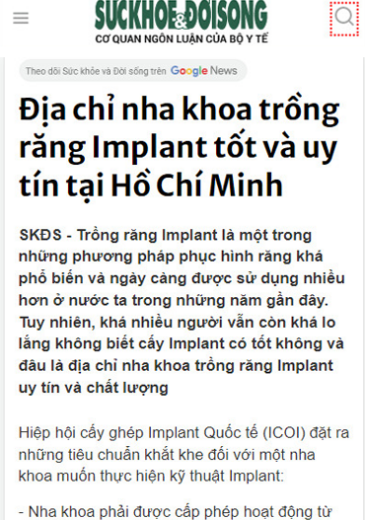 SUCKHOE&ĐỜISỐNG
CƠ QUAN NGÔN LUẬN CỦA BỘ Y TẾ
Theo dõi Sức khỏe và Đời sống trên Google News
Địa chỉ nha khoa trồng
răng Implant tốt và uy
tín tại Hồ Chí Minh
SKĐS - Trồng răng Implant là một trong
những phương pháp phục hình răng khá
phổ biến và ngày càng được sử dụng nhiều
hơn ở nước ta trong những năm gần đây.
Tuy nhiên, khá nhiều người vẫn còn khá lo
lắng không biết cấy Implant có tốt không và
đâu là địa chỉ nha khoa trồng răng Implant
uy tín và chất lượng
Hiệp hội cấy ghép Implant Quốc tế (ICOI) đặt ra
những tiêu chuẩn khắt khe đối với một nha
khoa muốn thực hiện kỹ thuật Implant:
- Nha khoa phải được cấp phép hoạt động từ